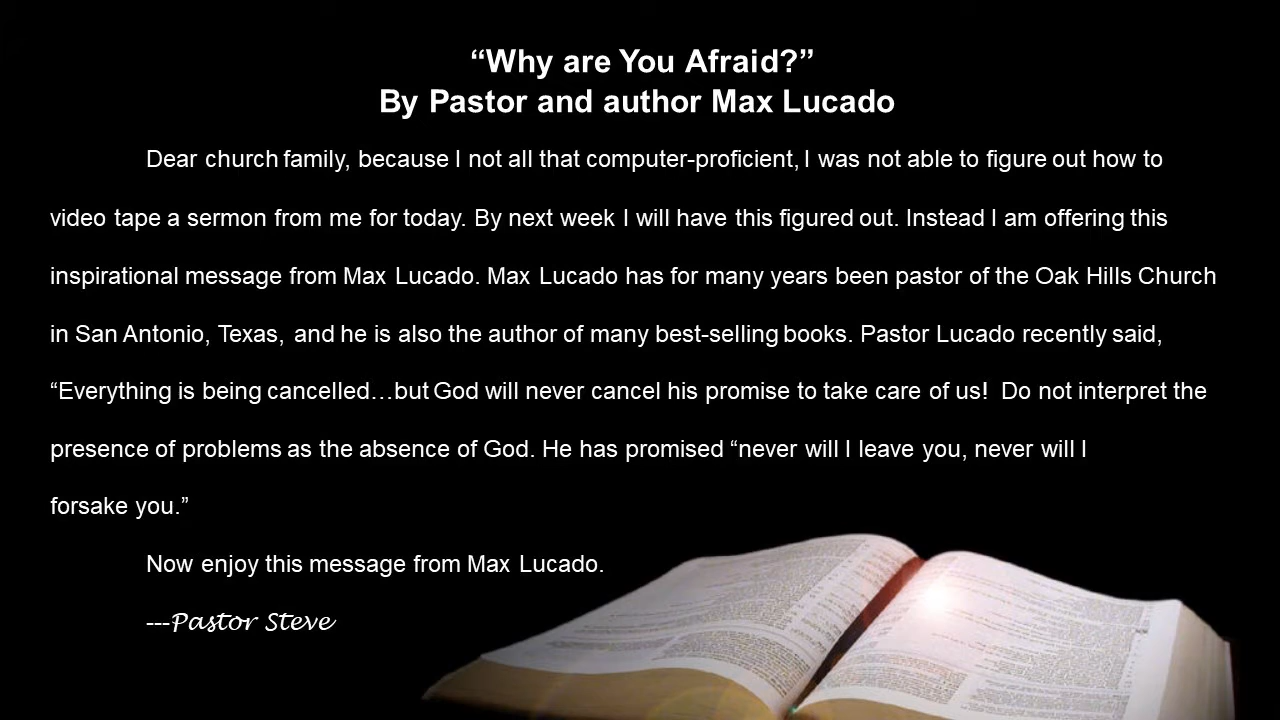 “Why are You Afraid?”
By Pastor and author Max Lucado
Dear church family, because I not all that computer-proficient, I was not able to figure out how to
video tape a sermon from me for today. By next week I will have this figured out. Instead I am offering this
inspirational message from Max Lucado. Max Lucado has for many years been pastor of the Oak Hills Church
in San Antonio, Texas, and he is also the author of many best-selling books. Pastor Lucado recently said,
“Everything is being cancelled…but God will never cancel his promise to take care of us!  Do not interpret the
presence of problems as the absence of God. He has promised “never will I leave you, never will I
forsake you.”
Now enjoy this message from Max Lucado.
---Pastor Steve